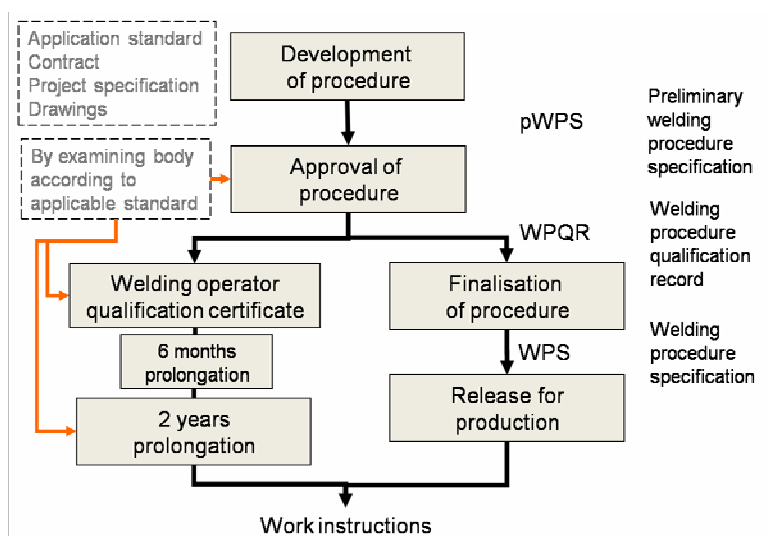 Application standard
Contract
Project specification
Drawings
Development
of procedure
pWPS
Preliminary
welding
procedure
specification
By examining body
according to
applicable standard
Approval of
procedure
WPQR
Welding
procedure
qualification
record
Welding operator
qualification certificate
Finalisation
of procedure
6 months
prolongation
WPS
Welding
procedure
specification
2 years
prolongation
Release for
production
Work instructions